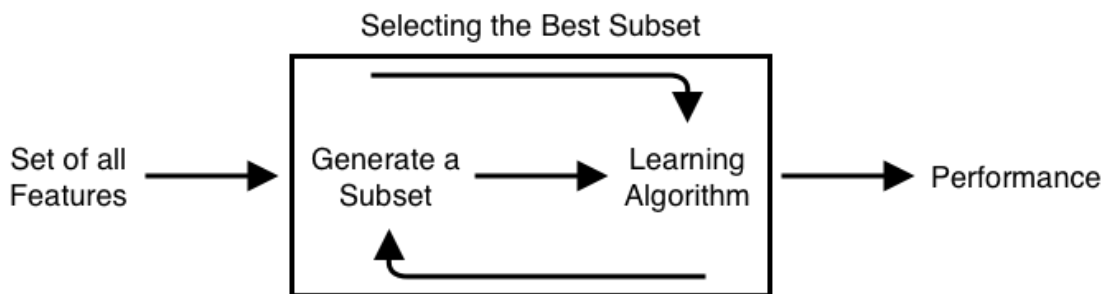 Selecting the Best Subset
Set of all
Features
Generate a
Subset
Learning
Algorithm
Performance